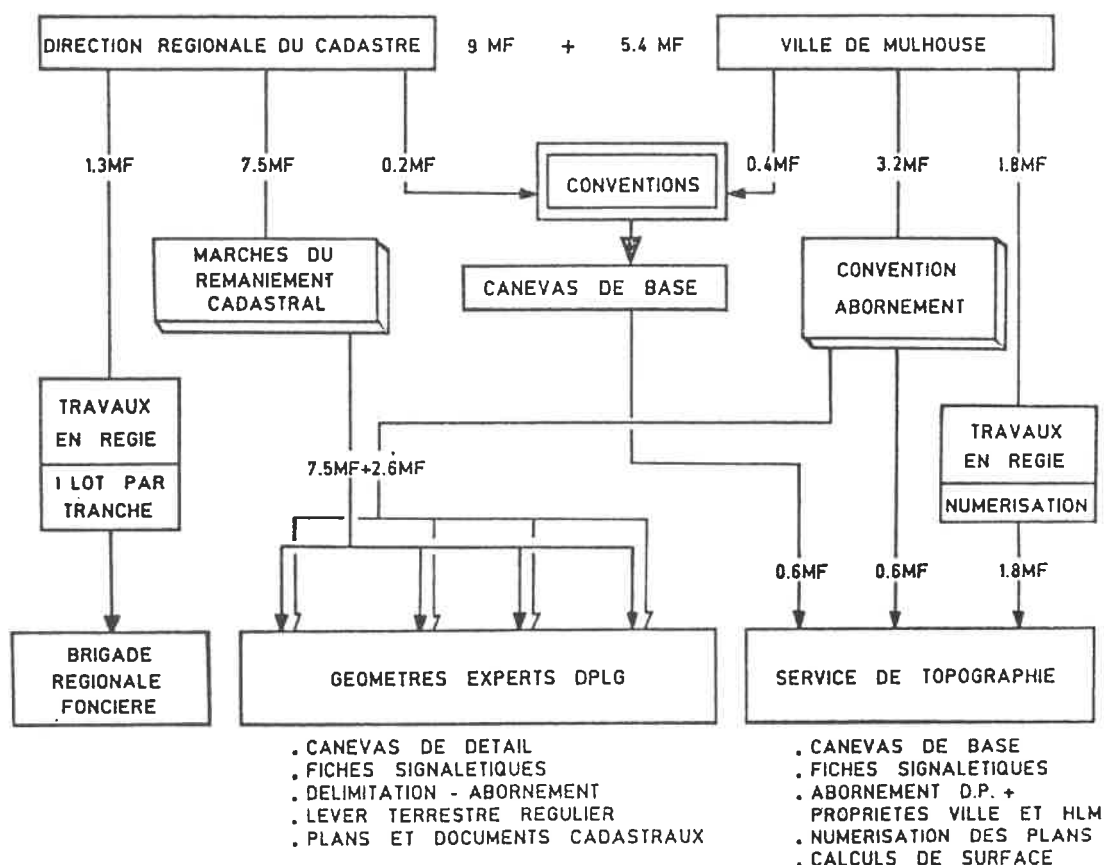 DIRECTION REGIONALE DU CADASTRE
9 MF + 5.4 MF
VILLE DE MULHOUSE
1.3MF
7.5MF
0.2MF
CONVENTIONS
0.4MF
3.2MF
1.8MF
MARCHES DU
REMANIEMENT
CADASTRAL
CANEVAS DE BASE
CONVENTION
ABORNEMENT
TRAVAUX
EN REGIE
1 LOT PAR
TRANCHE
7.5MF+2.6MF
TRAVAUX
EN REGIE
NUMERISATION
0.6MF
0.6MF
1.8MF
BRIGADE
REGIONALE
FONCIERE
GEOMETRES EXPERTS DPLG
SERVICE DE TOPOGRAPHIE
. CANEVAS DE DETAIL
. FICHES SIGNALETIQUES
. DELIMITATION - ABORNEMENT
. LEVER TERRESTRE REGULIER
. PLANS ET DOCUMENTS CADASTRAUX
. CANEVAS DE BASE
. FICHES SIGNALETIQUES
. ABORNEMENT D.P. +
PROPRIETES VILLE ET HLM
. NUMERISATION DES PLANS
. CALCULS DE SURFACE